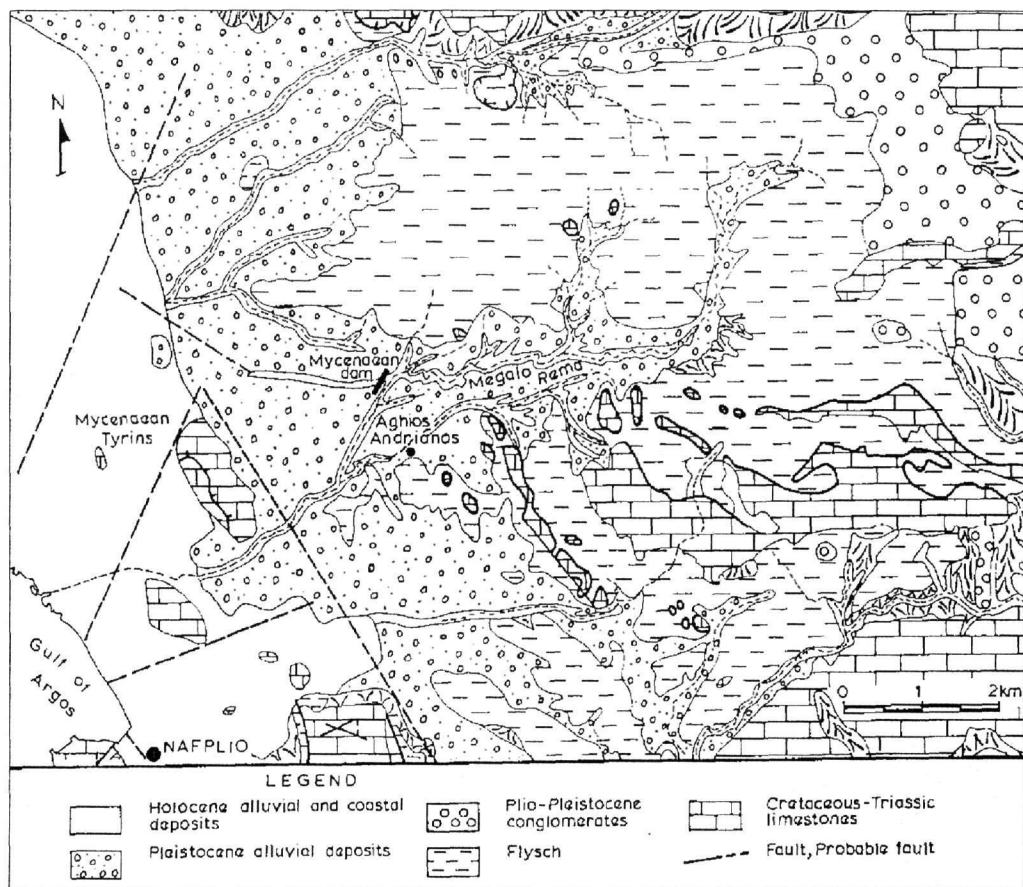 N
Mycenaean
dam
Megalo Rema
Mycenaean
Tyrins
Aghios
Andrianos
Gulf of
Argos
0 1 2km
NAFPLIO
LEGEND
Holocene alluvial and coastal
deposits
Plio-Pleistocene
conglomerates
Cretaceous-Triassic
limestones
Pleistocene alluvial deposits
Flysch
Fault, Probable fault